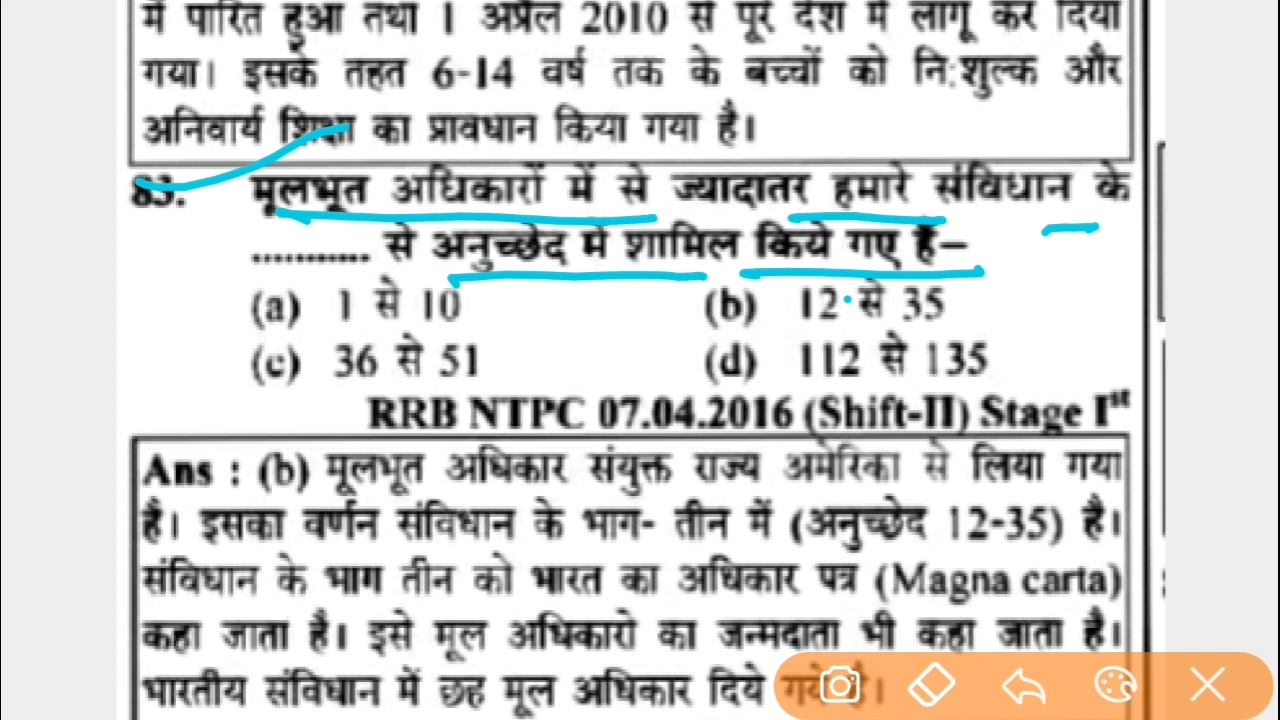 में पारित हुआ तथा 1 अप्रैल 2010 से पूरे देश में लागू कर दिया
गया। इसके तहत 6-14 वर्ष तक के बच्चों को नि:शुल्क और
अनिवार्य शिक्षा का प्रावधान किया गया है।
83. मूलभूत अधिकारों में से ज्यादातर हमारे संविधान के
........... से अनुच्छेद में शामिल किये गए हैं–
(a) 1 से 10 (b) 12 से 35
(c) 36 से 51 (d) 112 से 135
RRB NTPC 07.04.2016 (Shift-II) Stage Ist
Ans : (b) मूलभूत अधिकार संयुक्त राज्य अमेरिका से लिया गया
है। इसका वर्णन संविधान के भाग- तीन में (अनुच्छेद 12-35) है।
संविधान के भाग तीन को भारत का अधिकार पत्र (Magna carta)
कहा जाता है। इसे मूल अधिकारो का जन्मदाता भी कहा जाता है।
भारतीय संविधान में छह मूल अधिकार दिये गये है।